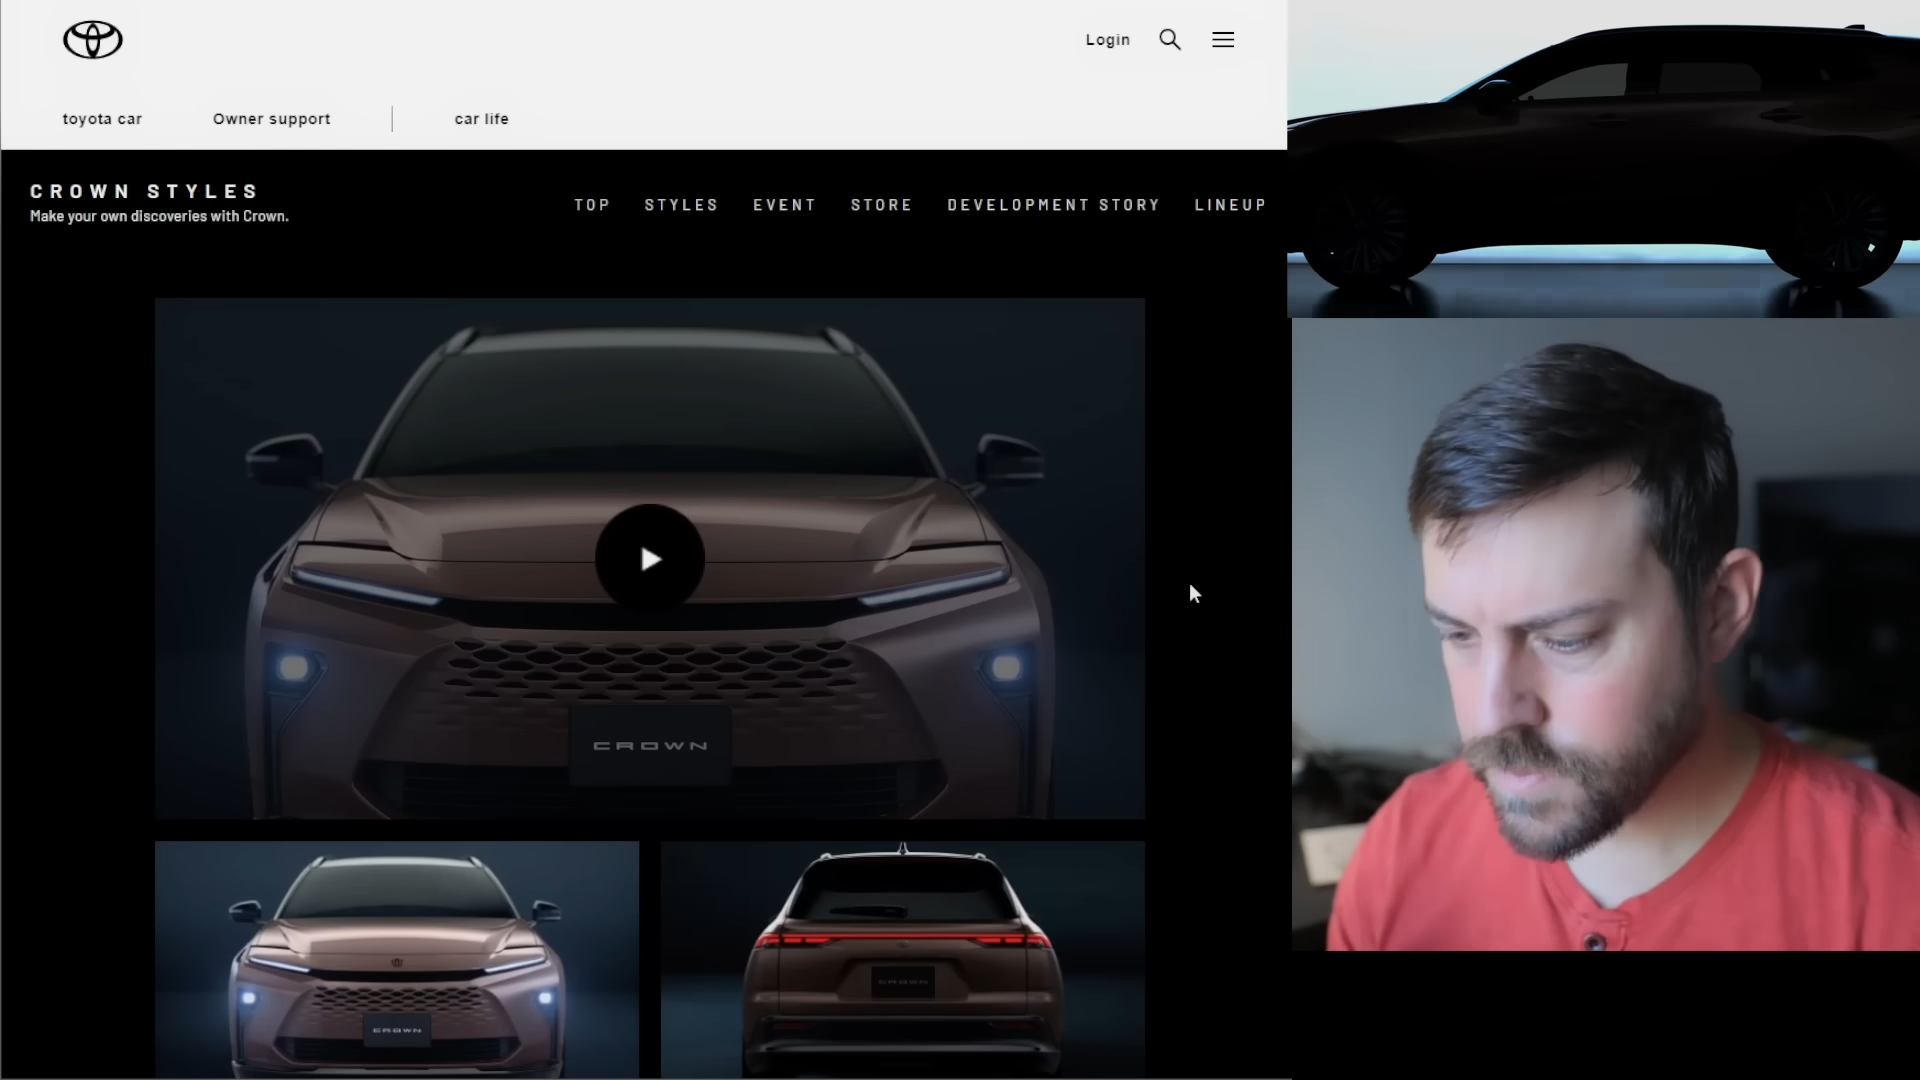 Login
toyota car
Owner support
car life
CROWN STYLES
Make your own discoveries with Crown.
TOP
STYLES
EVENT
STORE
DEVELOPMENT STORY
LINEUP
CROWN
CROWN
CROWN